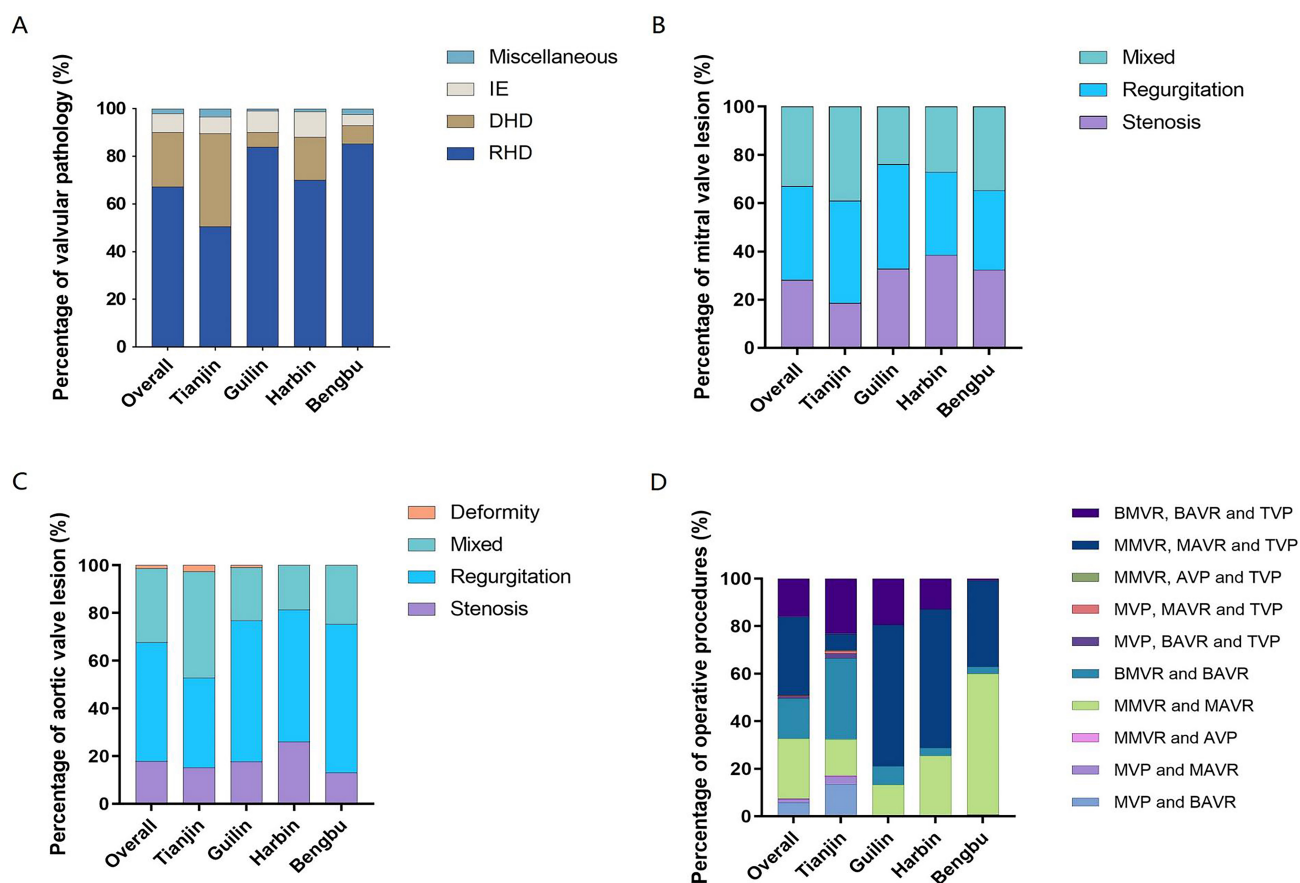 A
Percentage of valvular pathology (%)
100
80
60
40
20
0
Overall
Tianjin
Guilin
Harbin
Bengbu
Miscellaneous
IE
DHD
RHD
B
Percentage of mitral valve lesion (%)
100
80
60
40
20
0
Overall
Tianjin
Guilin
Harbin
Bengbu
Mixed
Regurgitation
Stenosis
C
Percentage of aortic valve lesion (%)
100
80
60
40
20
0
Overall
Tianjin
Guilin
Harbin
Bengbu
Deformity
Mixed
Regurgitation
Stenosis
D
Percentage of operative procedures (%)
100
80
60
40
20
0
Overall
Tianjin
Guilin
Harbin
Bengbu
BMVR, BAVR and TVP
MMVR, MAVR and TVP
MMVR, AVP and TVP
MVP, MAVR and TVP
MVP, BAVR and TVP
BMVR and BAVR
MMVR and MAVR
MMVR and AVP
MVP and MAVR
MVP and BAVR